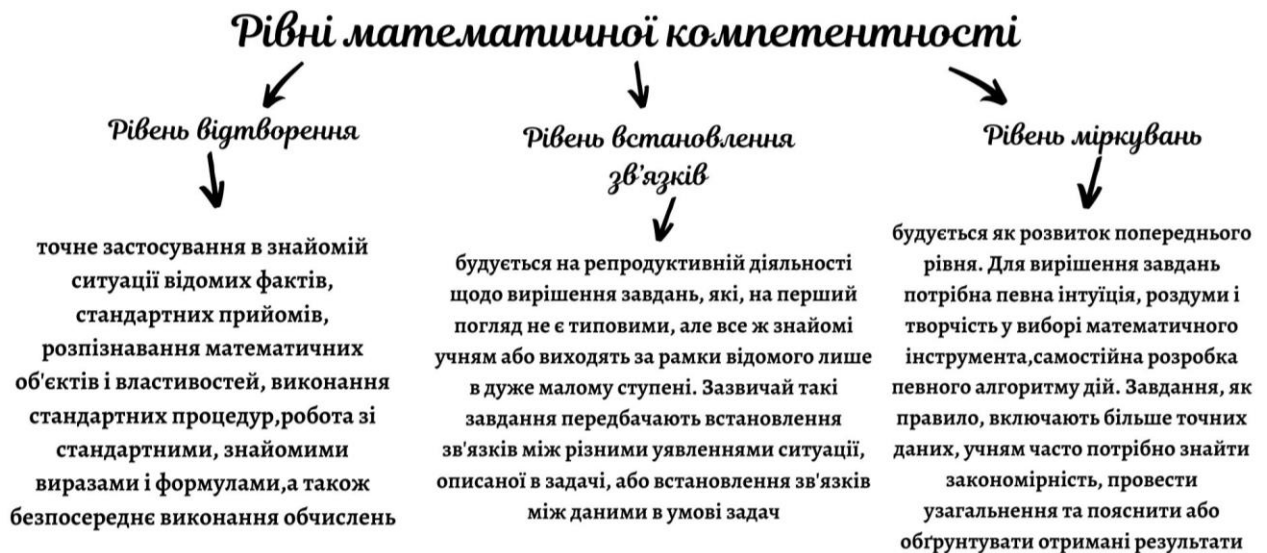 Рівні математичної компетентності
Рівень відтворення
точне застосування в знайомій
ситуації відомих фактів,
стандартних прийомів,
розпізнавання математичних
об'єктів і властивостей, виконання
стандартних процедур,робота зі
стандартними, знайомими
виразами і формулами,а також
безпосереднє виконання обчислень
Рівень встановлення
зв'язків
будується на репродуктивній діяльності
щодо вирішення завдань, які, на перший
погляд не є типовими, але все ж знайомі
учням або виходять за рамки відомого лише
в дуже малому ступені. Зазвичай такі
завдання передбачають встановлення
зв'язків між різними уявленнями ситуації,
описаної в задачі, або встановлення зв'язків
між даними в умові задач
Рівень міркувань
будується як розвиток попереднього
рівня. Для вирішення завдань
потрібна певна інтуїція, роздуми і
творчість у виборі математичного
інструмента,самостійна розробка
певного алгоритму дій. Завдання, як
правило, включають більше точних
даних, учням часто потрібно знайти
закономірність, провести
узагальнення та пояснити або
обґрунтувати отримані результати